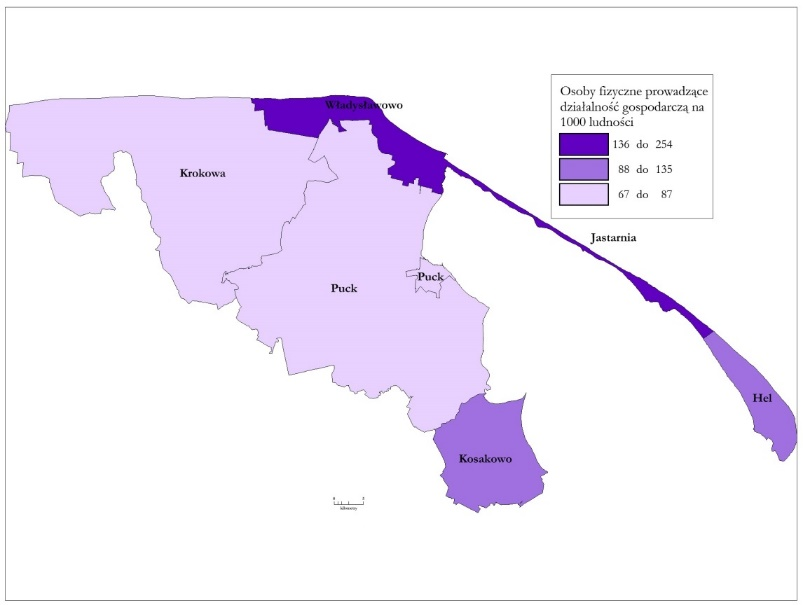 Osoby fizyczne prowadzące
działalność gospodarczą na
1000 ludności
136 do 254
88 do 135
67 do 87
Władysławowo
Krokowa
Jastarnia
Puck
Puck
Hel
Kosakowo
kilometry